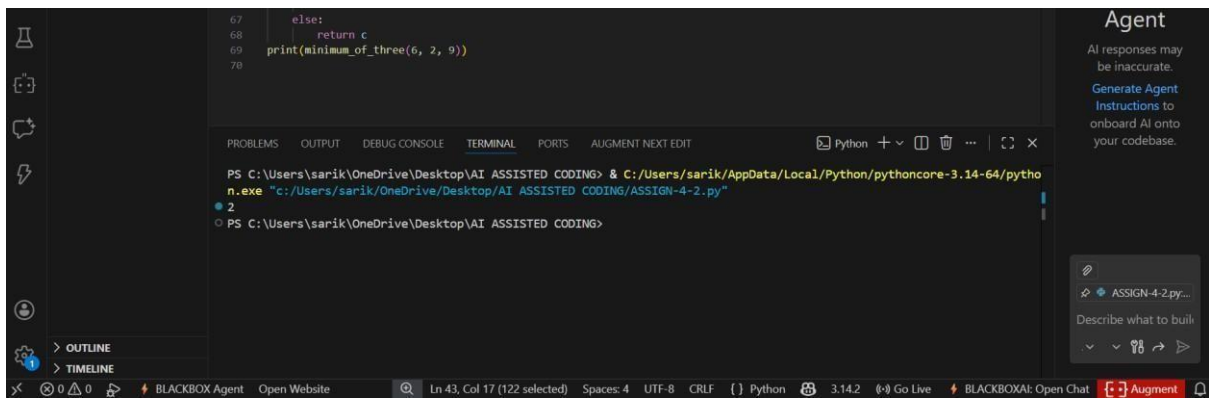 67 else:
68 return c
69 print(minimum_of_three(6, 2, 9))
70
PROBLEMS OUTPUT DEBUG CONSOLE TERMINAL PORTS AUGMENT NEXT EDIT Python
PS C:\Users\sarik\OneDrive\Desktop\AI ASSISTED CODING> & C:/Users/sarik/AppData/Local/Python/pythoncore-3.14-64/pytho
n.exe "c:/Users/sarik/OneDrive/Desktop/AI ASSISTED CODING/ASSIGN-4-2.py"
2
PS C:\Users\sarik\OneDrive\Desktop\AI ASSISTED CODING>
Agent
AI responses may
be inaccurate.
Generate Agent
Instructions to
onboard AI onto
your codebase.
ASSIGN-4-2.py:...
Describe what to buil
OUTLINE
TIMELINE
1
0 0 BLACKBOX Agent Open Website Ln 43, Col 17 (122 selected) Spaces: 4 UTF-8 CRLF { } Python 3.14.2 Go Live BLACKBOXAI: Open Chat Augment